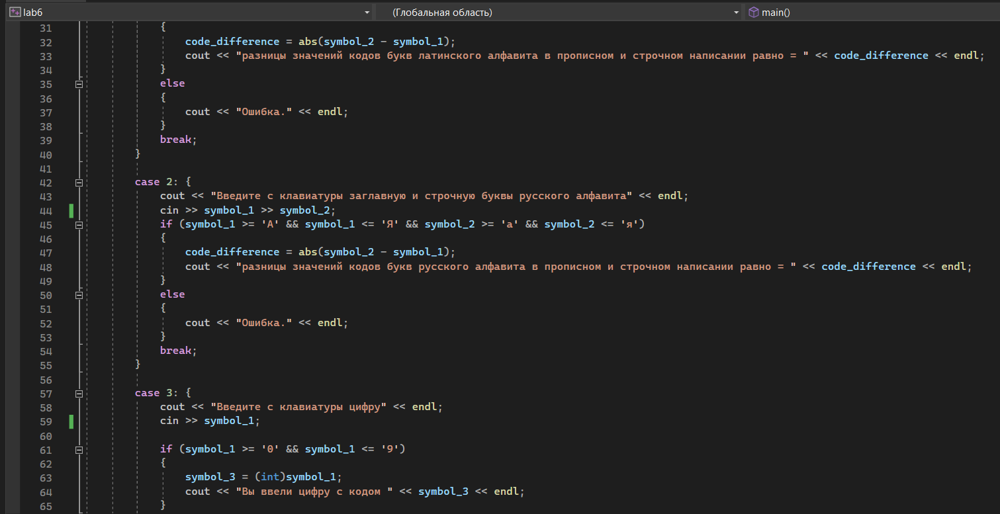 lab6 (Глобальная область) main()
31 {
32 code_difference = abs(symbol_2 - symbol_1);
33 cout << "разницы значений кодов букв латинского алфавита в прописном и строчном написании равно = " << code_difference << endl;
34 }
35 else
36 {
37 cout << "Ошибка." << endl;
38 }
39 break;
40 }
41
42 case 2: {
43 cout << "Введите с клавиатуры заглавную и строчную буквы русского алфавита" << endl;
44 cin >> symbol_1 >> symbol_2;
45 if (symbol_1 >= 'А' && symbol_1 <= 'Я' && symbol_2 >= 'а' && symbol_2 <= 'я')
46 {
47 code_difference = abs(symbol_2 - symbol_1);
48 cout << "разницы значений кодов букв русского алфавита в прописном и строчном написании равно = " << code_difference << endl;
49 }
50 else
51 {
52 cout << "Ошибка." << endl;
53 }
54 break;
55 }
56
57 case 3: {
58 cout << "Введите с клавиатуры цифру" << endl;
59 cin >> symbol_1;
60
61 if (symbol_1 >= '0' && symbol_1 <= '9')
62 {
63 symbol_3 = (int)symbol_1;
64 cout << "Вы ввели цифру с кодом " << symbol_3 << endl;
65 }